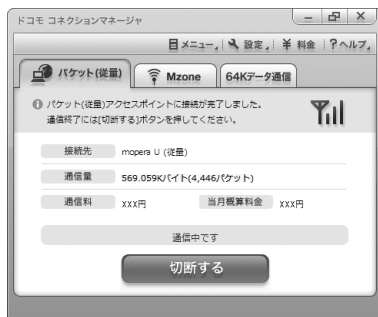 ドコモ コネクションマネージャ
メニュー 設定 ¥ 料金 ?ヘルプ
パケット(従量) Mzone 64Kデータ通信
パケット(従量)アクセスポイントに接続が完了しました。
通信終了には[切断する]ボタンを押してください。
接続先 mopera U (従量)
通信量 569.059Kバイト(4,446パケット)
通信料 xxx円 当月概算料金 xxx円
通信中です
切断する